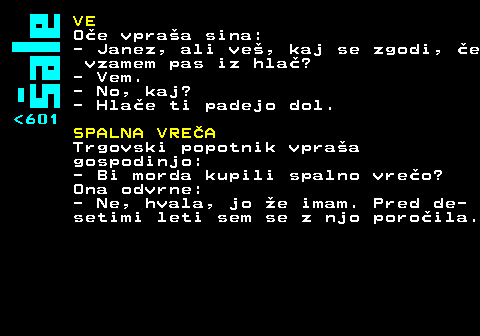 šale
<601
VE
Oče vpraša sina:
- Janez, ali veš, kaj se zgodi, če
vzamem pas iz hlač?
- Vem.
- No, kaj?
- Hlače ti padejo dol.
SPALNA VREČA
Trgovski popotnik vpraša
gospodinjo:
- Bi morda kupili spalno vrečo?
Ona odvrne:
- Ne, hvala, jo že imam. Pred de-
setimi leti sem se z njo poročila.